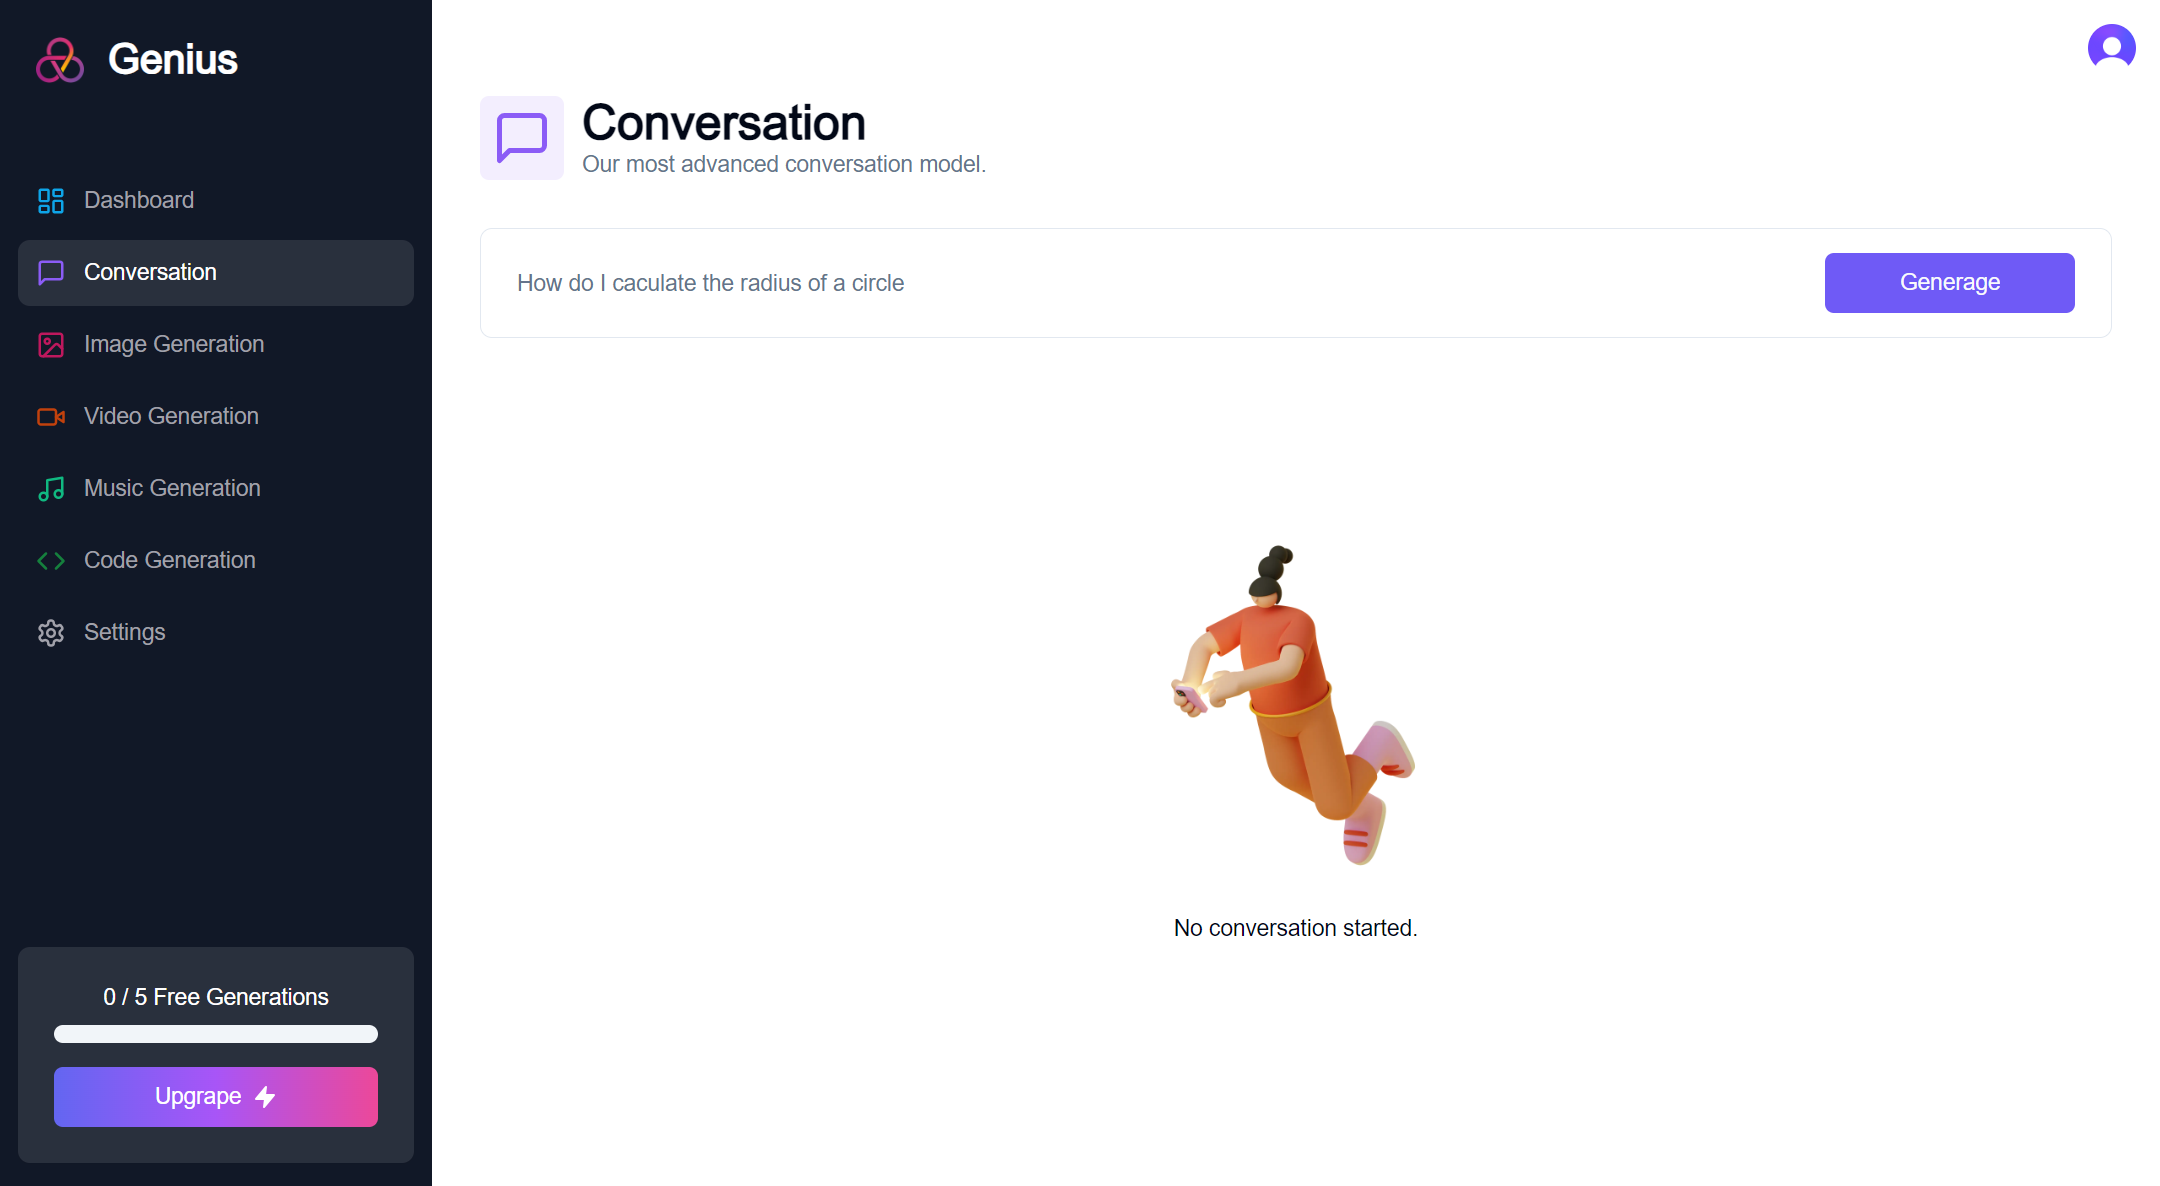 Genius
Dashboard
Conversation
Image Generation
Video Generation
Music Generation
Code Generation
Settings
0 / 5 Free Generations
Upgrape
Conversation
Our most advanced conversation model.
How do I caculate the radius of a circle
Generage
No conversation started.